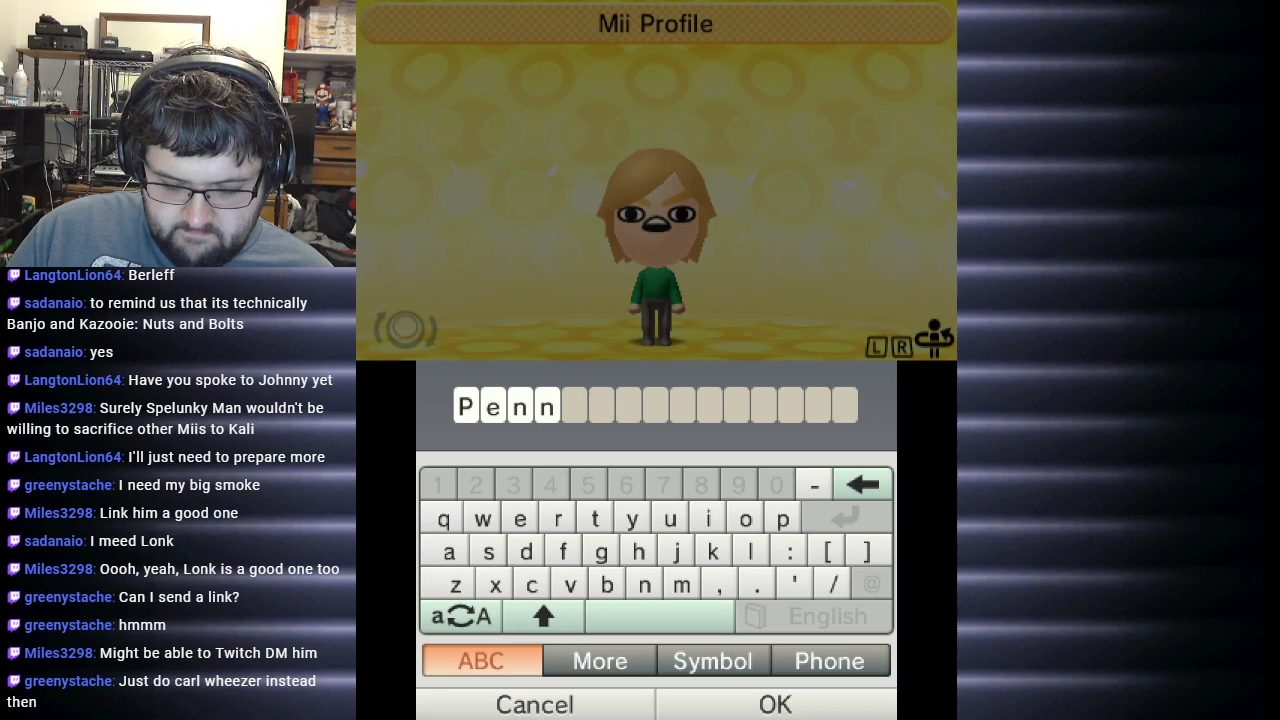 Mii Profile
LangtonLion64: Berleff
sadanaio: to remind us that its technically
Banjo and Kazooie: Nuts and Bolts
sadanaio: yes
LangtonLion64: Have you spoke to Johnny yet
Miles3298: Surely Spelunky Man wouldn't be
willing to sacrifice other Miis to Kali
LangtonLion64: I'll just need to prepare more
greenystache: I need my big smoke
Miles3298: Link him a good one
sadanaio: I meed Lonk
Miles3298: Oooh, yeah, Lonk is a good one too
greenystache: Can I send a link?
greenystache: hmmm
Miles3298: Might be able to Twitch DM him
greenystache: Just do carl wheezer instead
then
L R
Penn
1 2 3 4 5 6 7 8 9 0 -
q w e r t y u i o p
a s d f g h j k l : [ ]
z x c v b n m , . ' / @
a A English
ABC More Symbol Phone
Cancel OK